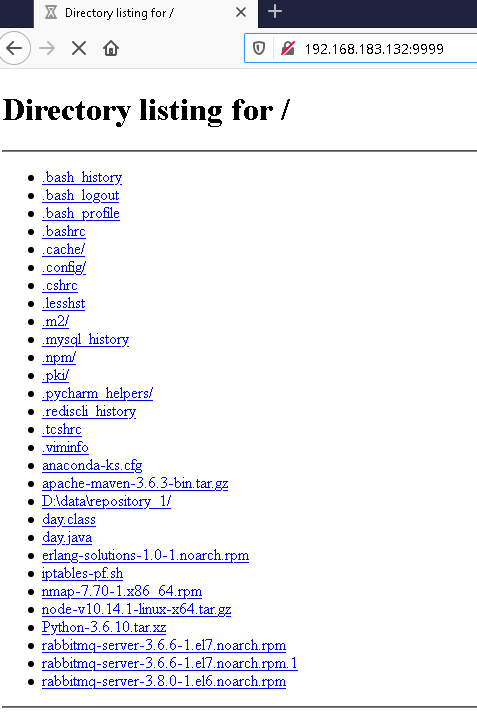 Directory listing for /
192.168.183.132:9999
Directory listing for /
.bash_history
.bash_logout
.bash_profile
.bashrc
.cache/
.config/
.cshrc
.lesshst
.m2/
.mysql_history
.npm/
.pki/
.pycharm_helpers/
.rediscli_history
.tcshrc
.viminfo
anaconda-ks.cfg
apache-maven-3.6.3-bin.tar.gz
D:\data\repository_1/
day.class
day.java
erlang-solutions-1.0-1.noarch.rpm
iptables-pf.sh
nmap-7.70-1.x86_64.rpm
node-v10.14.1-linux-x64.tar.gz
Python-3.6.10.tar.xz
rabbitmq-server-3.6.6-1.el7.noarch.rpm
rabbitmq-server-3.6.6-1.el7.noarch.rpm.1
rabbitmq-server-3.8.0-1.el6.noarch.rpm